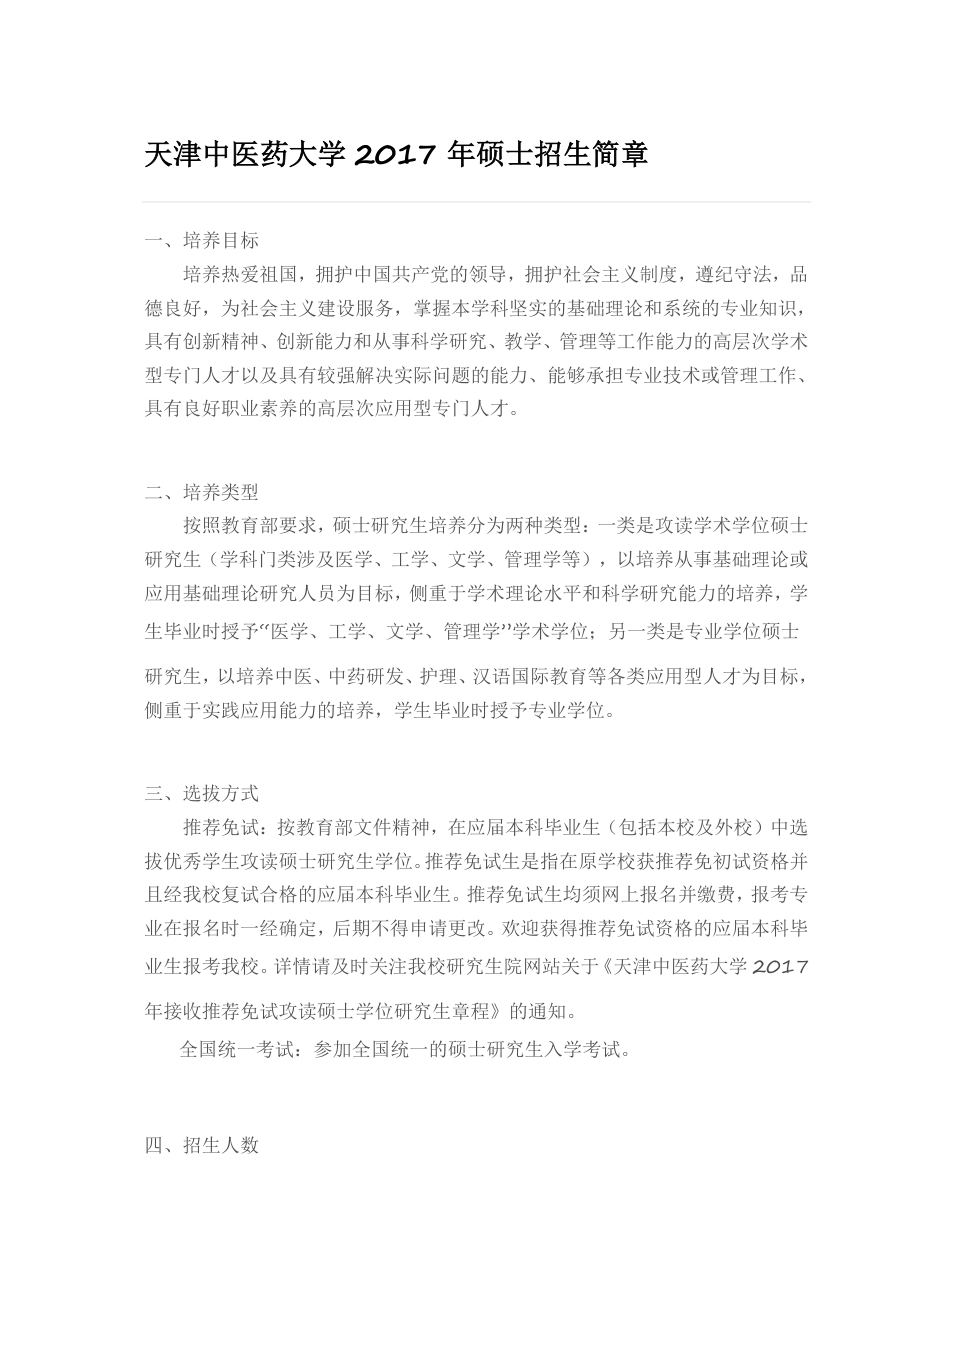 天津中医药大学 2017 年硕士招生简章
一、培养目标
培养热爱祖国，拥护中国共产党的领导，拥护社会主义制度，遵纪守法，品
德良好，为社会主义建设服务，掌握本学科坚实的基础理论和系统的专业知识，
具有创新精神、创新能力和从事科学研究、教学、管理等工作能力的高层次学术
型专门人才以及具有较强解决实际问题的能力、能够承担专业技术或管理工作、
具有良好职业素养的高层次应用型专门人才。
二、培养类型
按照教育部要求，硕士研究生培养分为两种类型：一类是攻读学术学位硕士
研究生（学科门类涉及医学、工学、文学、管理学等），以培养从事基础理论或
应用基础理论研究人员为目标，侧重于学术理论水平和科学研究能力的培养，学
生毕业时授予“医学、工学、文学、管理学”学术学位；另一类是专业学位硕士
研究生，以培养中医、中药研发、护理、汉语国际教育等各类应用型人才为目标，
侧重于实践应用能力的培养，学生毕业时授予专业学位。
三、选拔方式
推荐免试：按教育部文件精神，在应届本科毕业生（包括本校及外校）中选
拔优秀学生攻读硕士研究生学位。推荐免试生是指在原学校获推荐免初试资格并
且经我校复试合格的应届本科毕业生。推荐免试生均须网上报名并缴费，报考专
业在报名时一经确定，后期不得申请更改。欢迎获得推荐免试资格的应届本科毕
业生报考我校。详情请及时关注我校研究生院网站关于《天津中医药大学 2017
年接收推荐免试攻读硕士学位研究生章程》的通知。
全国统一考试：参加全国统一的硕士研究生入学考试。
四、招生人数